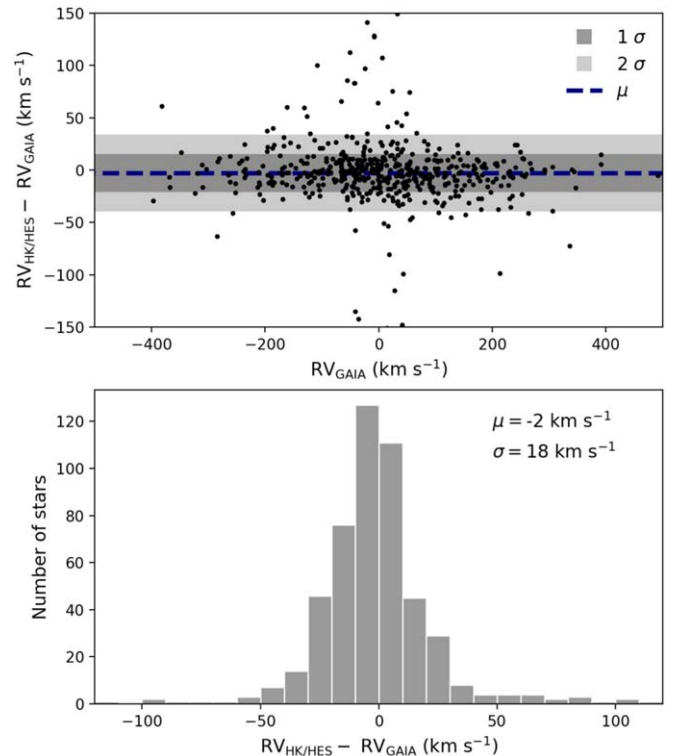 150
100
50
0
−50
−100
−150
RV_HK/HES − RV_GAIA (km s⁻¹)
1 σ
2 σ
μ
−400 −200 0 200 400
RV_GAIA (km s⁻¹)
120
100
80
60
40
20
0
Number of stars
μ = -2 km s⁻¹
σ = 18 km s⁻¹
−100 −50 0 50 100
RV_HK/HES − RV_GAIA (km s⁻¹)